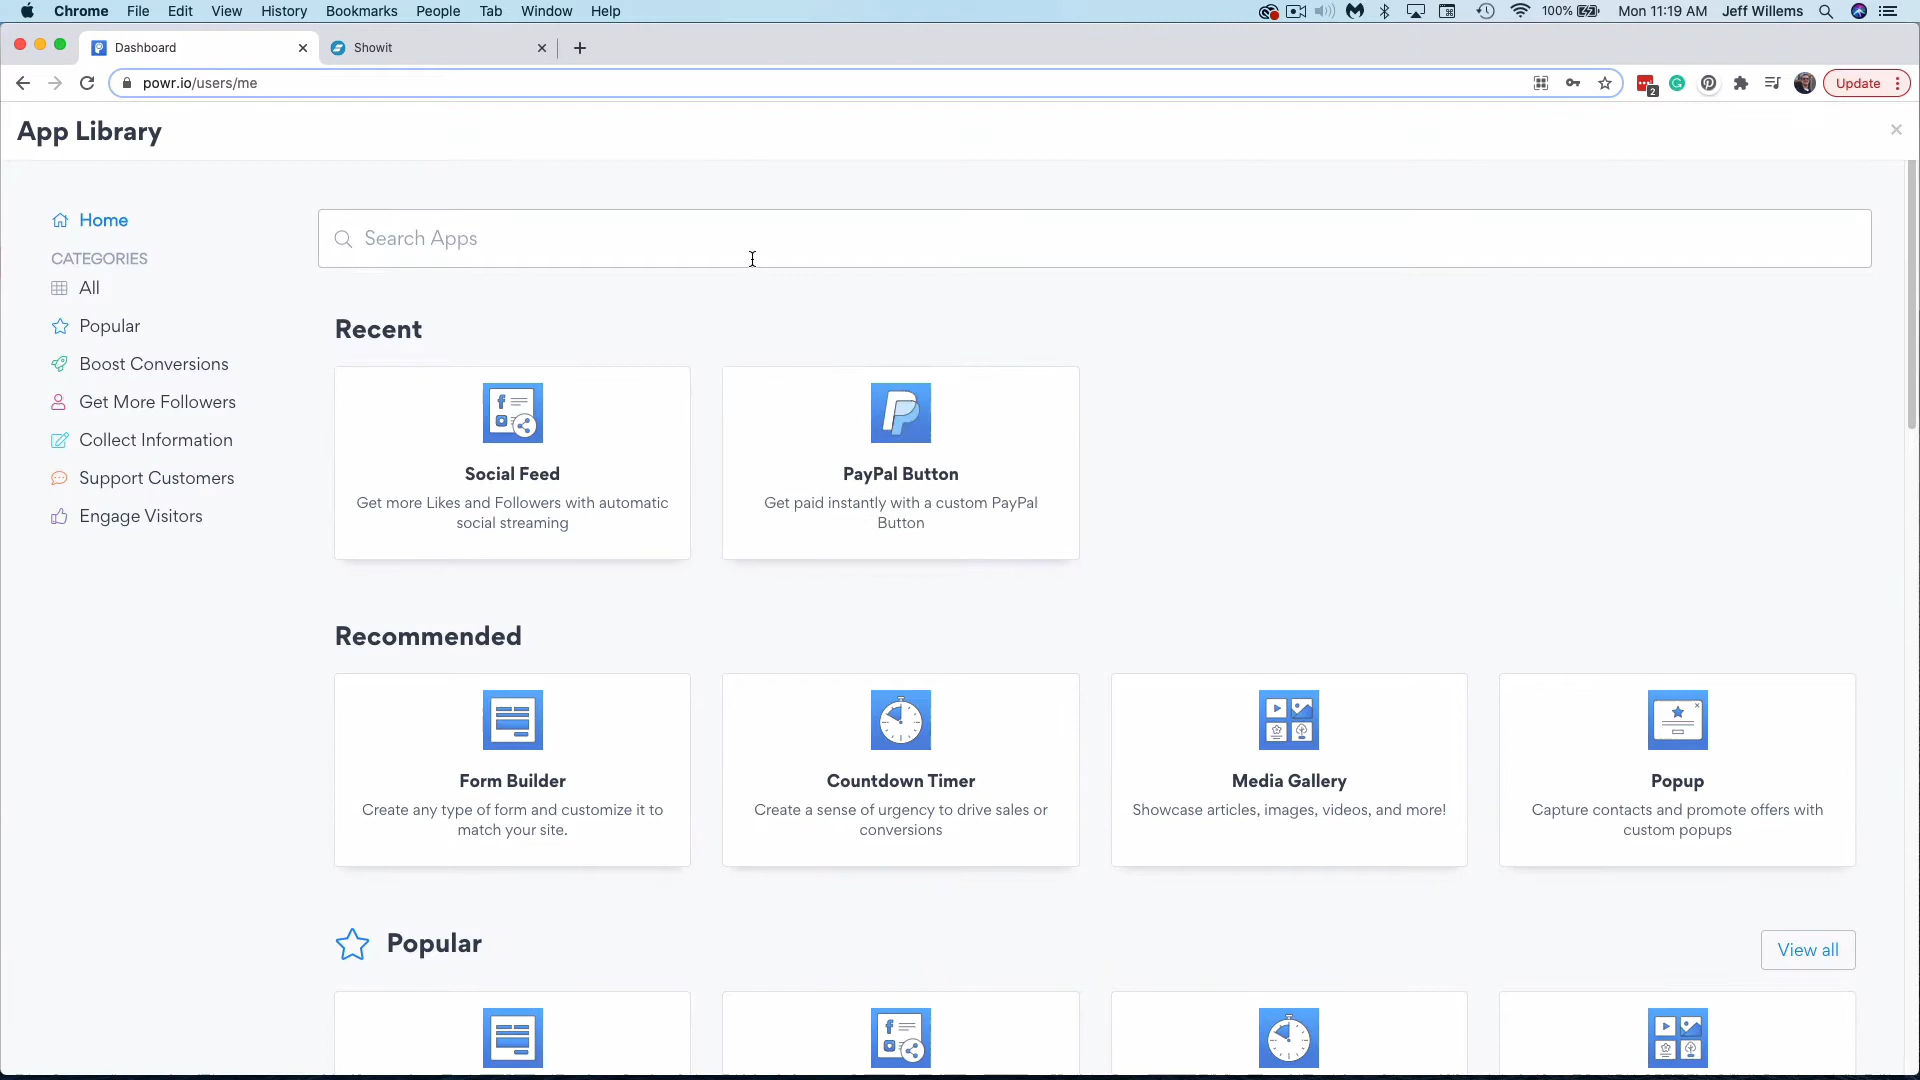 Chrome File Edit View History Bookmarks People Tab Window Help 100% Mon 11:19 AM Jeff Willems
Dashboard Showit
powr.io/users/me 2 Update
App Library
Home
Search Apps
CATEGORIES
All
Recent
Popular
Boost Conversions
Get More Followers
Collect Information
Support Customers
Engage Visitors
Social Feed
Get more Likes and Followers with automatic
social streaming
PayPal Button
Get paid instantly with a custom PayPal
Button
Recommended
Form Builder
Create any type of form and customize it to
match your site.
Countdown Timer
Create a sense of urgency to drive sales or
conversions
Media Gallery
Showcase articles, images, videos, and more!
Popup
Capture contacts and promote offers with
custom popups
Popular
View all